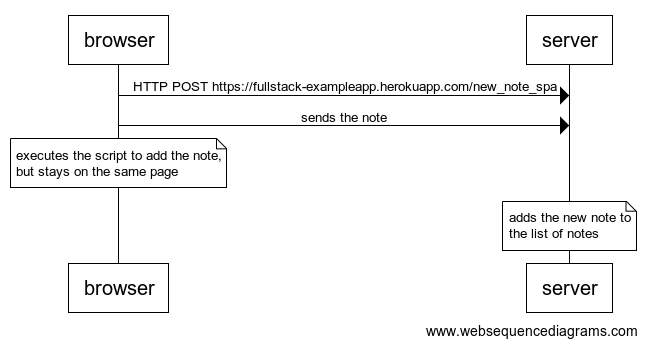 browser
server
HTTP POST https://fullstack-exampleapp.herokuapp.com/new_note_spa
sends the note
executes the script to add the note,
but stays on the same page
adds the new note to
the list of notes
browser
server
www.websequencediagrams.com